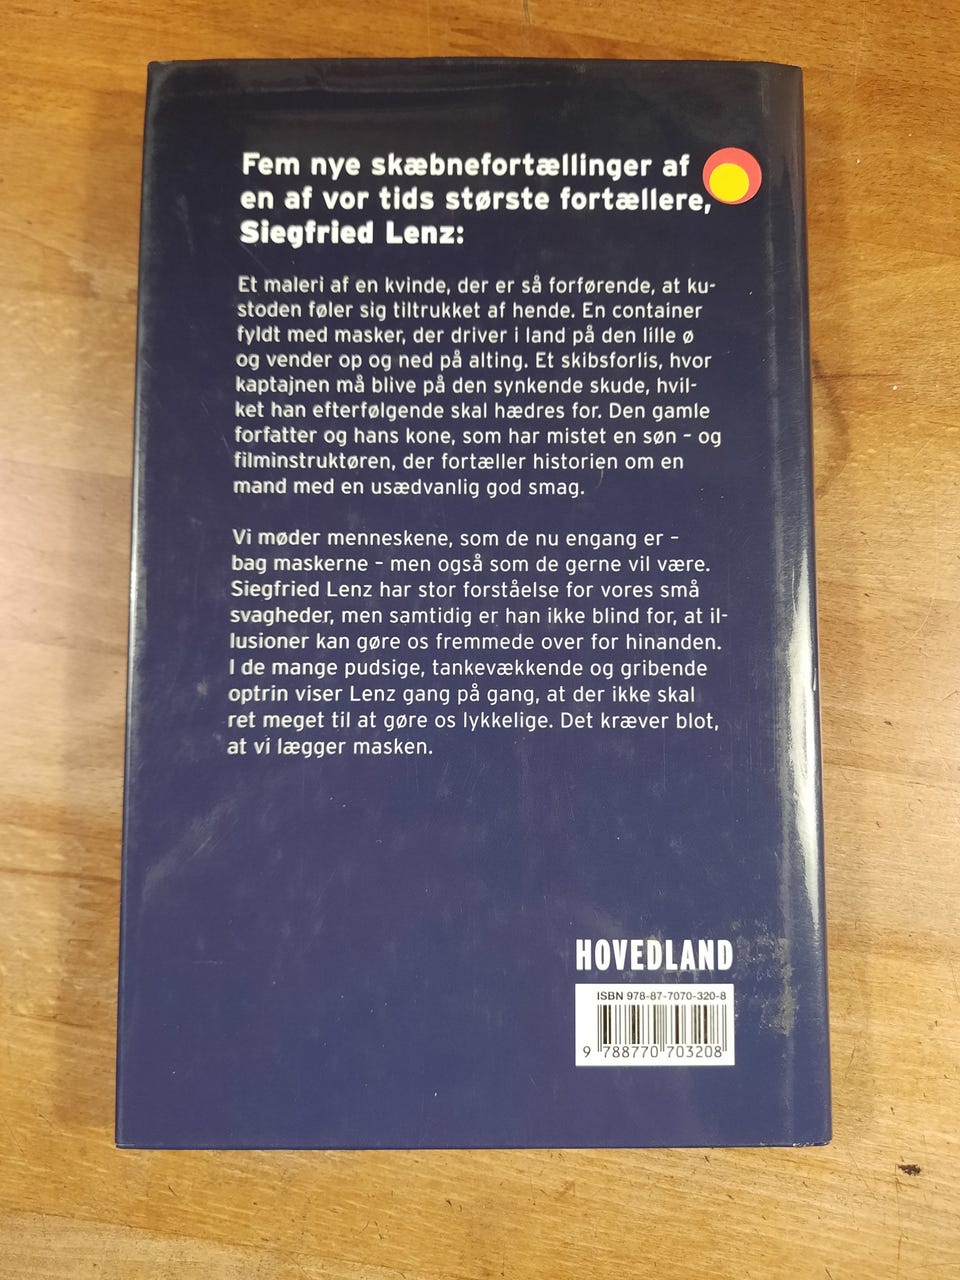 Fem nye skæbnefortællinger af
en af vor tids største fortællere,
Siegfried Lenz:
Et maleri af en kvinde, der er så forførende, at ku-
stoden føler sig tiltrukket af hende. En container
fyldt med masker, der driver i land på den lille ø
og vender op og ned på alting. Et skibsforlis, hvor
kaptajnen må blive på den synkende skude, hvil-
ket han efterfølgende skal hædres for. Den gamle
forfatter og hans kone, som har mistet en søn – og
filminstruktøren, der fortæller historien om en
mand med en usædvanlig god smag.
Vi møder menneskene, som de nu engang er –
bag maskerne – men også som de gerne vil være.
Siegfried Lenz har stor forståelse for vores små
svagheder, men samtidig er han ikke blind for, at il-
lusioner kan gøre os fremmede over for hinanden.
I de mange pudsige, tankevækkende og gribende
optrin viser Lenz gang på gang, at der ikke skal
ret meget til at gøre os lykkelige. Det kræver blot,
at vi lægger masken.
HOVEDLAND
ISBN 978-87-7070-320-8
9 788770 703208